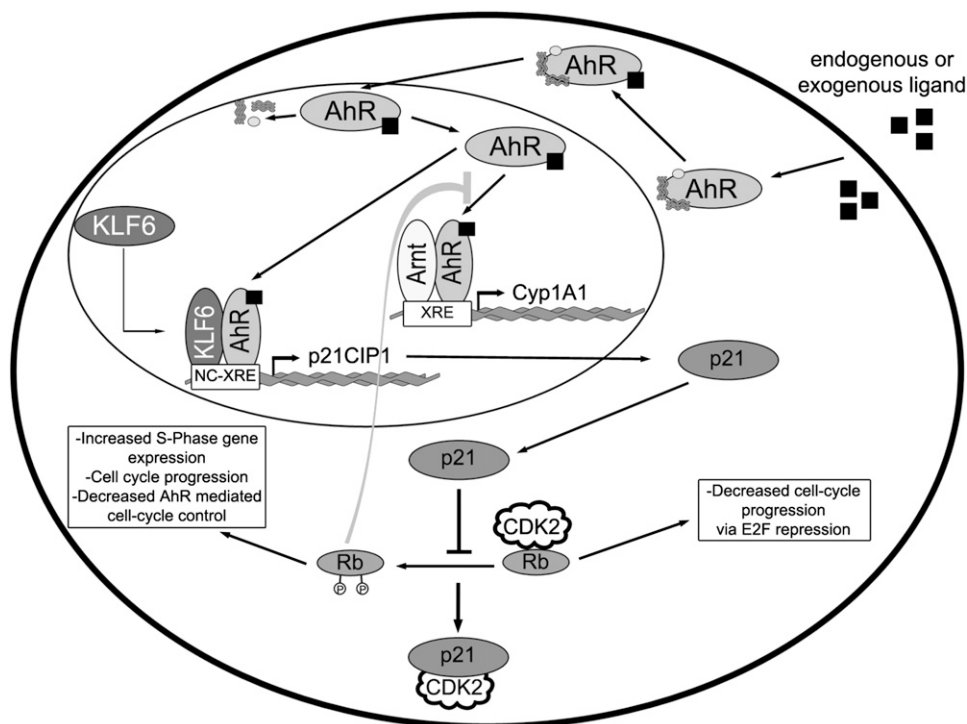 AhR
endogenous or
exogenous ligand
AhR
AhR
AhR
KLF6
Arnt
AhR
Cyp1A1
XRE
KLF6
AhR
p21CIP1
NC-XRE
p21
-Increased S-Phase gene
expression
-Cell cycle progression
-Decreased AhR mediated
cell-cycle control
p21
-Decreased cell-cycle
progression
via E2F repression
CDK2
Rb
Rb
P P
p21
CDK2